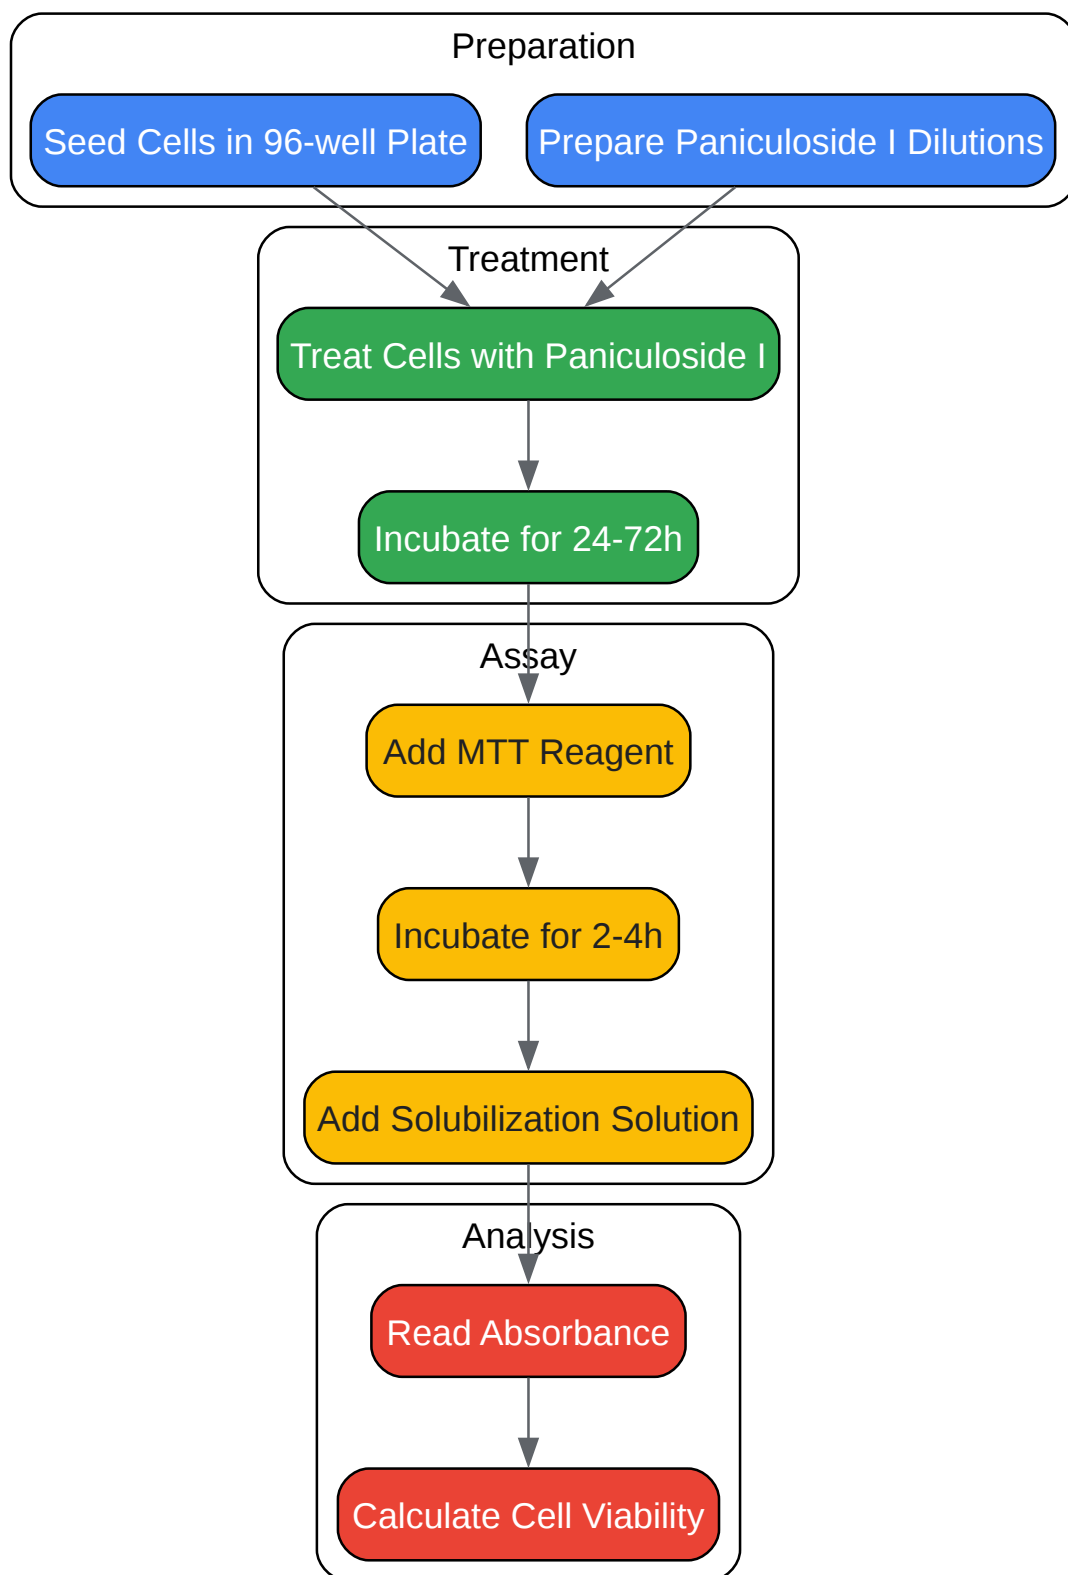 Preparation
Seed Cells in 96-well Plate
Prepare Paniculoside I Dilutions
Treatment
Treat Cells with Paniculoside I
Incubate for 24-72h
Assay
Add MTT Reagent
Incubate for 2-4h
Add Solubilization Solution
Analysis
Read Absorbance
Calculate Cell Viability